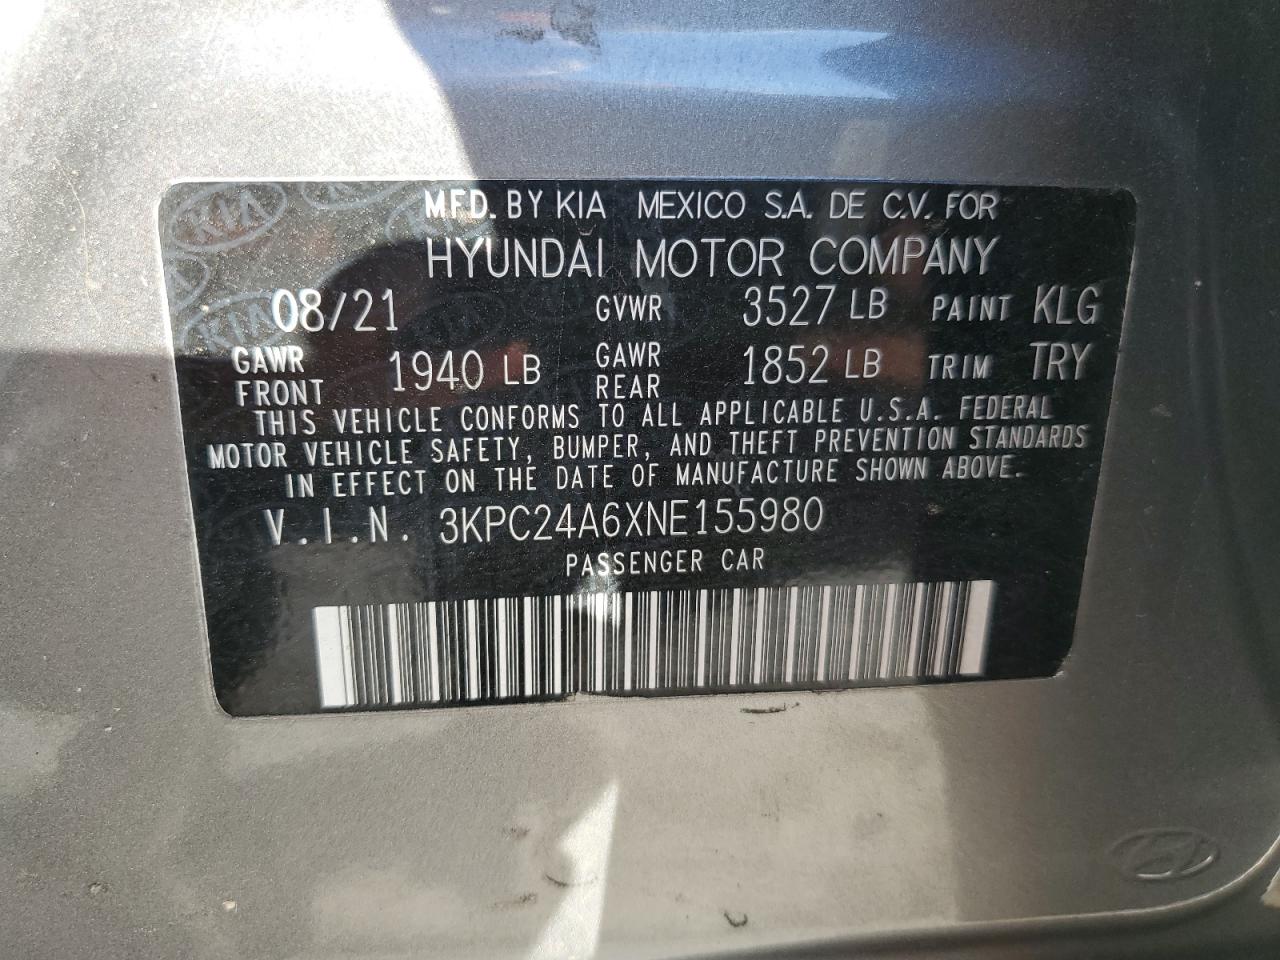 MFD. BY KIA MEXICO S.A. DE C.V. FOR
HYUNDAI MOTOR COMPANY
08/21 GVWR 3527 LB PAINT KLG
GAWR FRONT 1940 LB GAWR REAR 1852 LB TRIM TRY
THIS VEHICLE CONFORMS TO ALL APPLICABLE U.S.A. FEDERAL
MOTOR VEHICLE SAFETY, BUMPER, AND THEFT PREVENTION STANDARDS
IN EFFECT ON THE DATE OF MANUFACTURE SHOWN ABOVE.
V.I.N. 3KPC24A6XNE155980
PASSENGER CAR